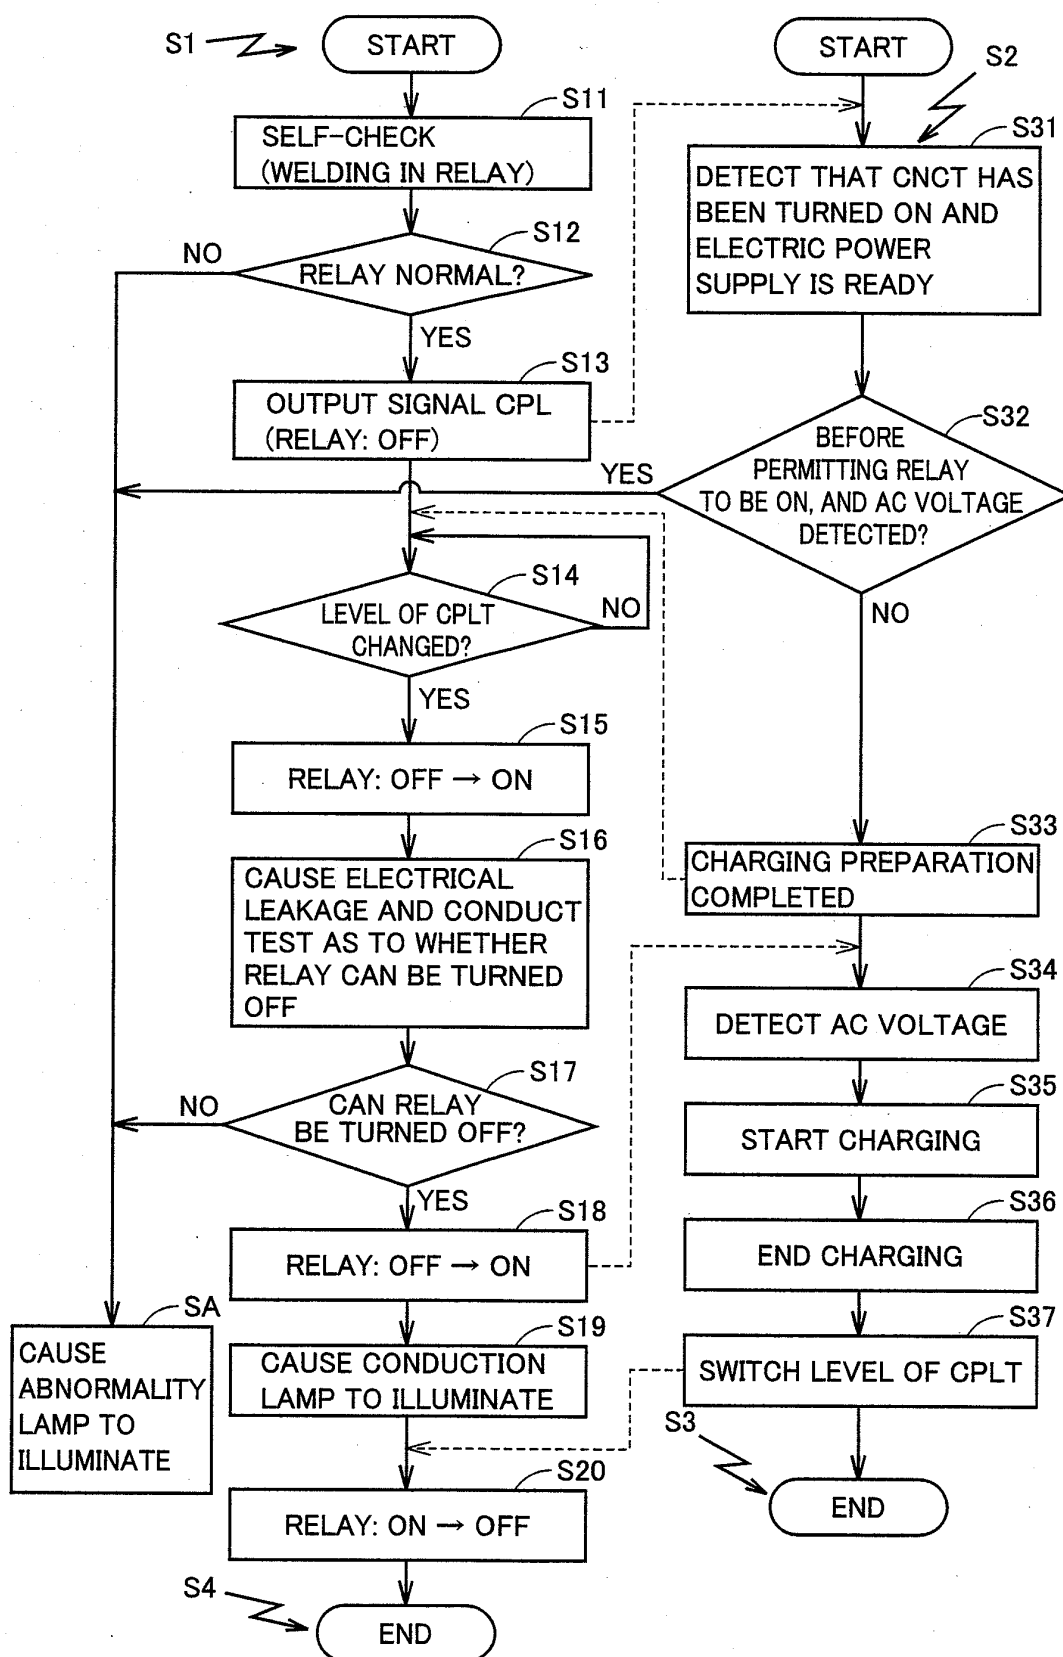 S1
START
S11
SELF-CHECK
(WELDING IN RELAY)
S12
NO
RELAY NORMAL?
YES
S13
OUTPUT SIGNAL CPL
(RELAY: OFF)
S14
LEVEL OF CPLT
CHANGED?
NO
YES
S15
RELAY: OFF → ON
S16
CAUSE ELECTRICAL
LEAKAGE AND CONDUCT
TEST AS TO WHETHER
RELAY CAN BE TURNED
OFF
S17
NO
CAN RELAY
BE TURNED OFF?
YES
S18
RELAY: OFF → ON
SA
CAUSE
ABNORMALITY
LAMP TO
ILLUMINATE
S19
CAUSE CONDUCTION
LAMP TO ILLUMINATE
S20
RELAY: ON → OFF
S4
END
START
S2
S31
DETECT THAT CNCT HAS
BEEN TURNED ON AND
ELECTRIC POWER
SUPPLY IS READY
S32
YES
BEFORE
PERMITTING RELAY
TO BE ON, AND AC VOLTAGE
DETECTED?
NO
S33
CHARGING PREPARATION
COMPLETED
S34
DETECT AC VOLTAGE
S35
START CHARGING
S36
END CHARGING
S37
SWITCH LEVEL OF CPLT
S3
END